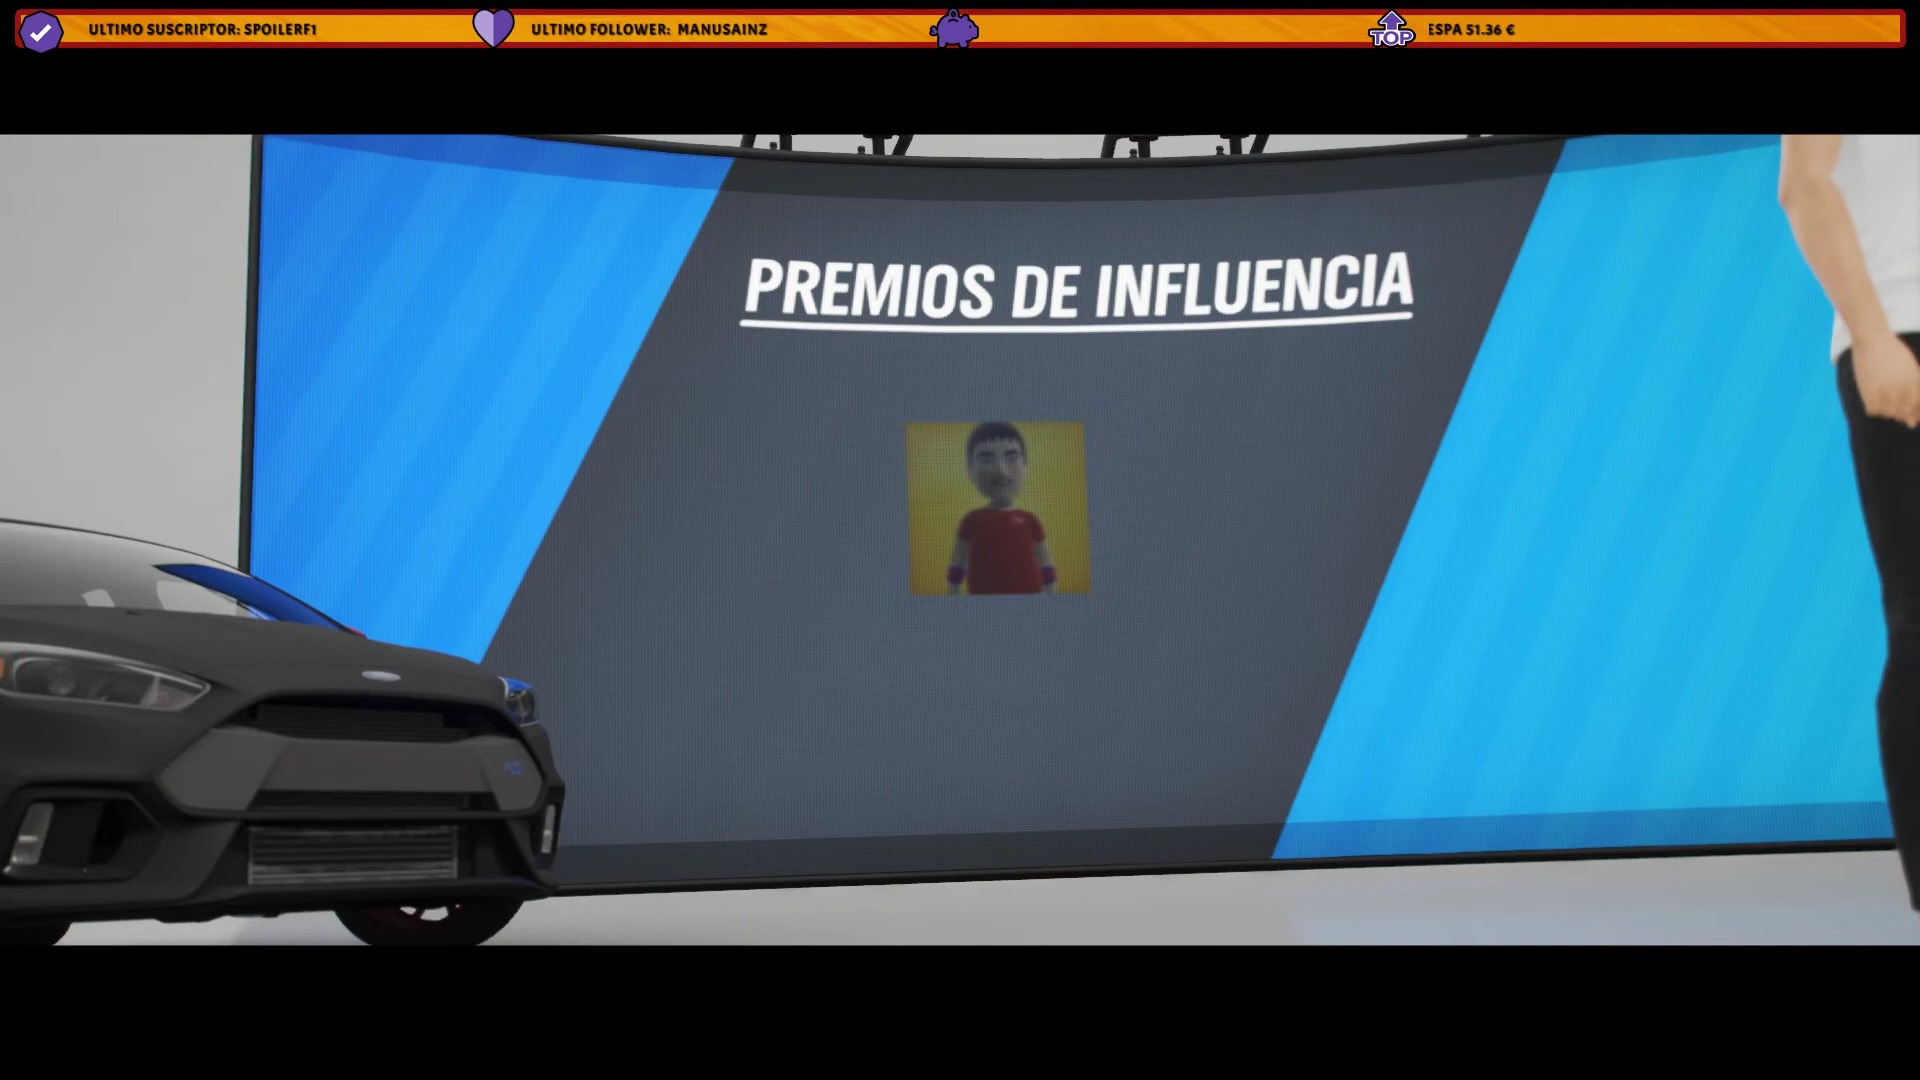 ULTIMO SUSCRIPTOR: SPOILERF1
ULTIMO FOLLOWER: MANUSAINZ
TOP
ESPA 51.36 €
PREMIOS DE INFLUENCIA